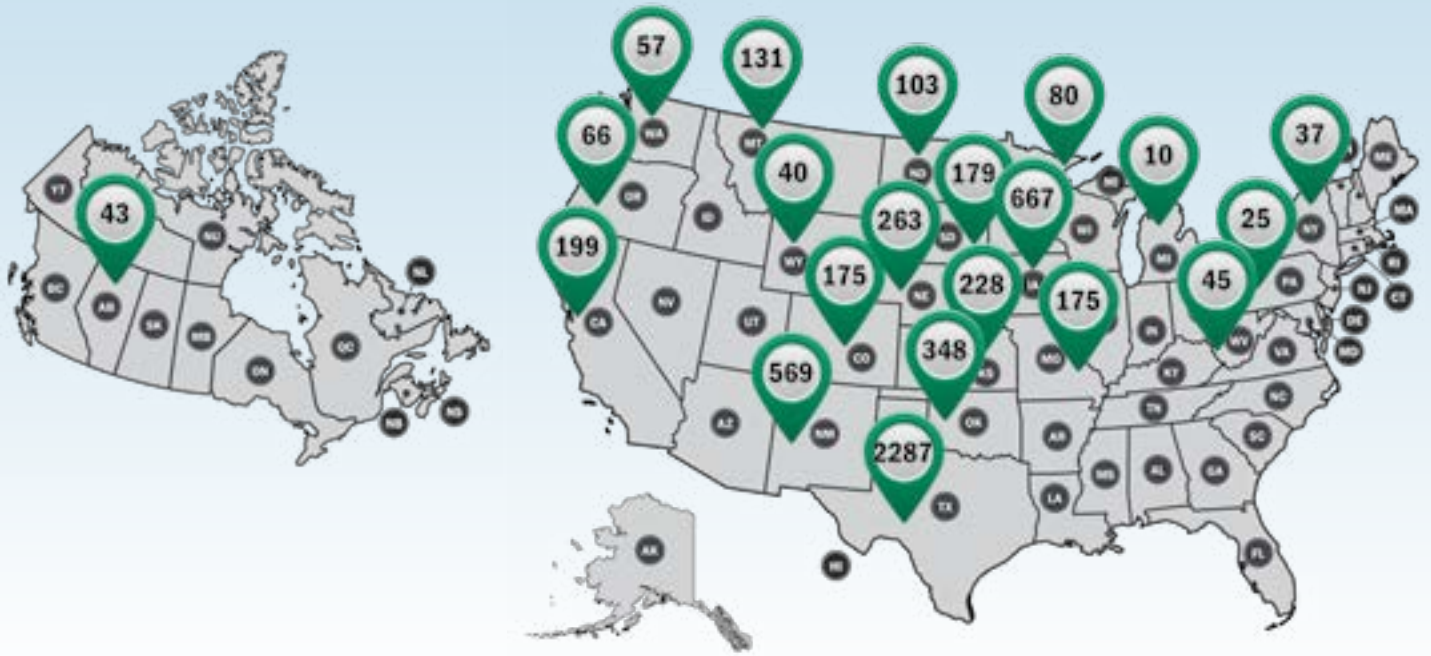 57
131
103
80
66
40
179
667
10
37
43
199
263
25
175
228
175
45
569
348
2287
WA
MT
ND
ME
OR
ID
SD
WI
MI
NY
MA
RI
CT
NJ
DE
MD
WY
NE
PA
NV
UT
CO
CA
KS
MO
IN
WV
VA
KY
NC
TN
AZ
NM
OK
AR
SC
MS
AL
GA
LA
TX
FL
AK
HI
YT
NU
BC
AB
SK
MB
ON
QC
NL
NB
NS